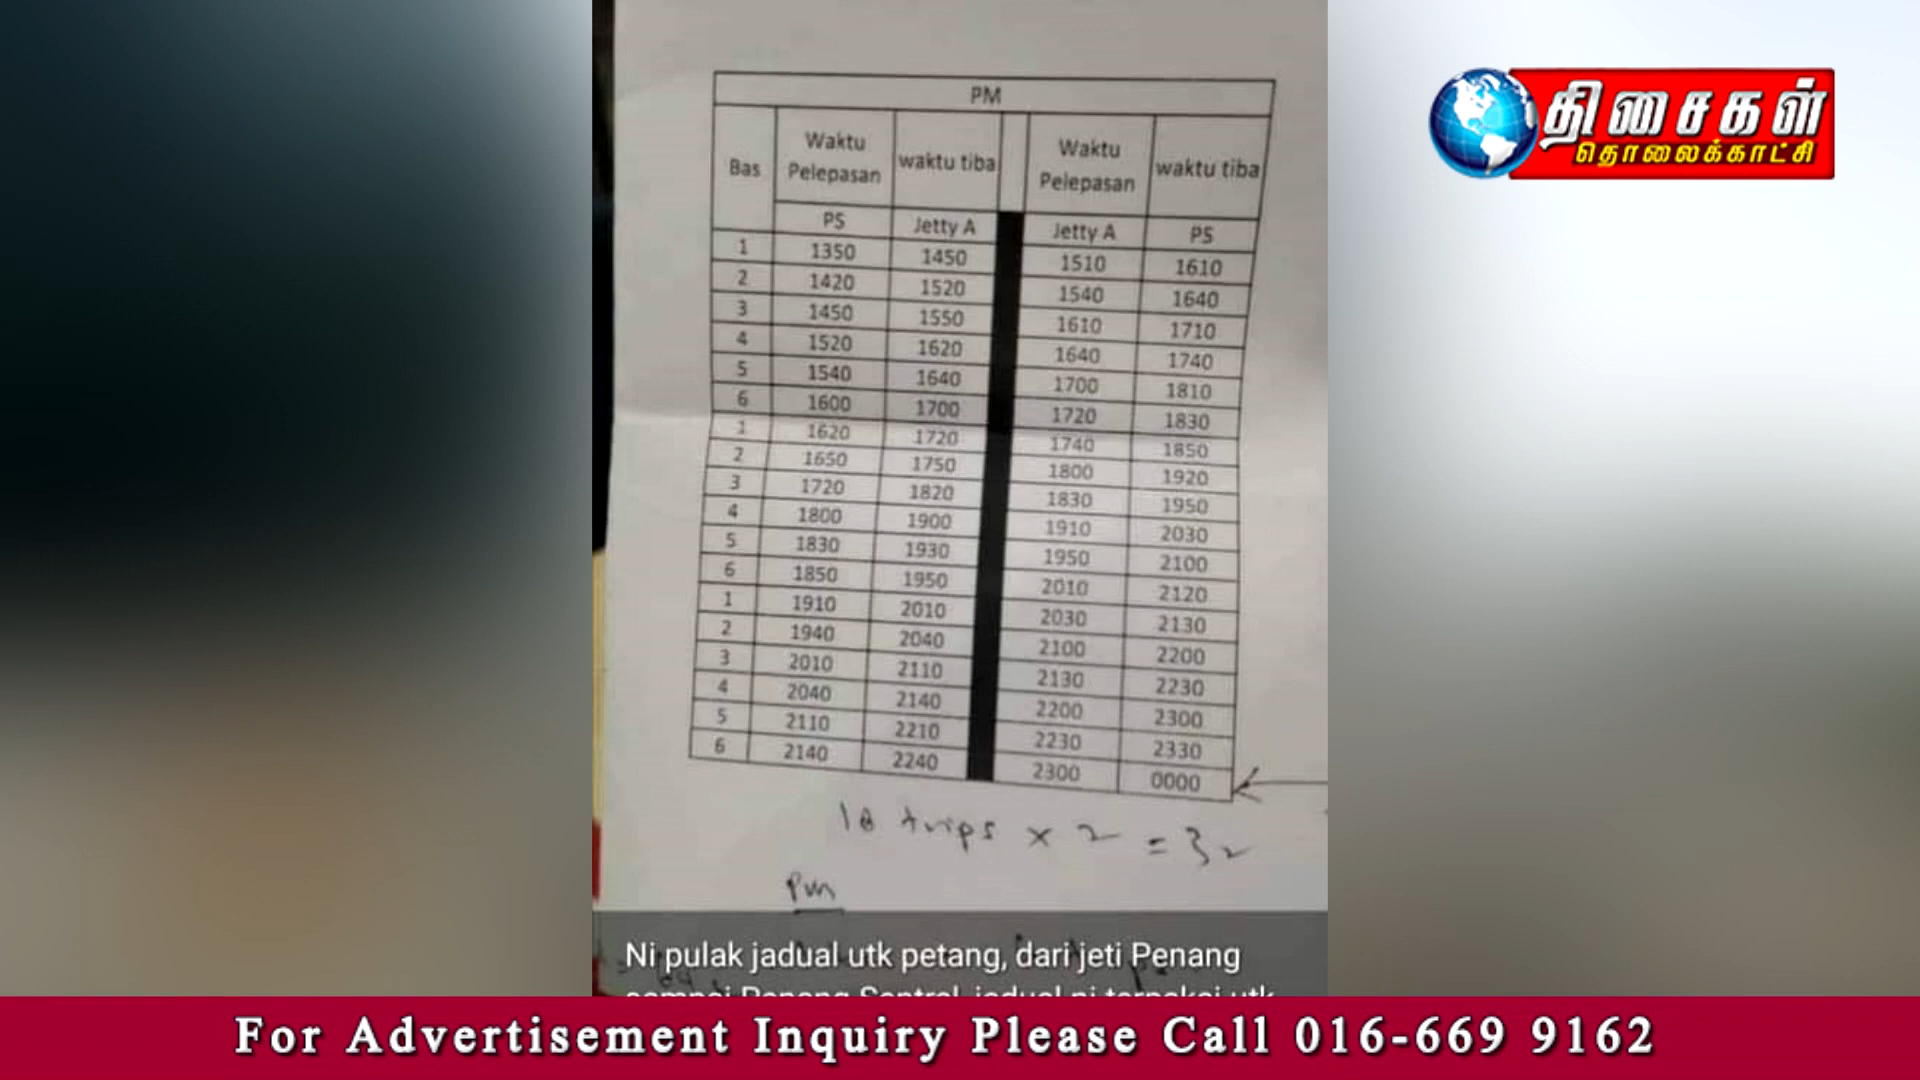 திசைகள்
தொலைக்காட்சி
PM
Bas Waktu Pelepasan waktu tiba Waktu Pelepasan waktu tiba
PS Jetty A Jetty A PS
1 1350 1450 1510 1610
2 1420 1520 1540 1640
3 1450 1550 1610 1710
4 1520 1620 1640 1740
5 1540 1640 1700 1810
6 1600 1700 1720 1830
1 1620 1720 1740 1850
2 1650 1750 1800 1920
3 1720 1820 1830 1950
4 1800 1900 1910 2030
5 1830 1930 1950 2100
6 1850 1950 2010 2120
1 1910 2010 2030 2130
2 1940 2040 2100 2200
3 2010 2110 2130 2230
4 2040 2140 2200 2300
5 2110 2210 2230 2330
6 2140 2240 2300 0000
trips x 2 = 32
Pm
Ni pulak jadual utk petang, dari jeti Penang
For Advertisement Inquiry Please Call 016-669 9162